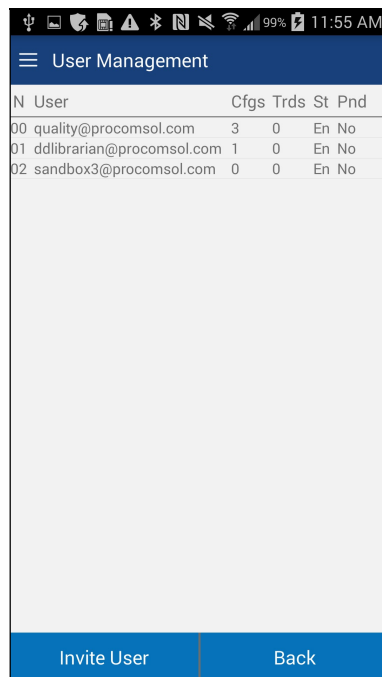 99% 11:55 AM
User Management
N User Cfgs Trds St Pnd
00 quality@procomsol.com 3 0 En No
01 ddlibrarian@procomsol.com 1 0 En No
02 sandbox3@procomsol.com 0 0 En No
Invite User Back